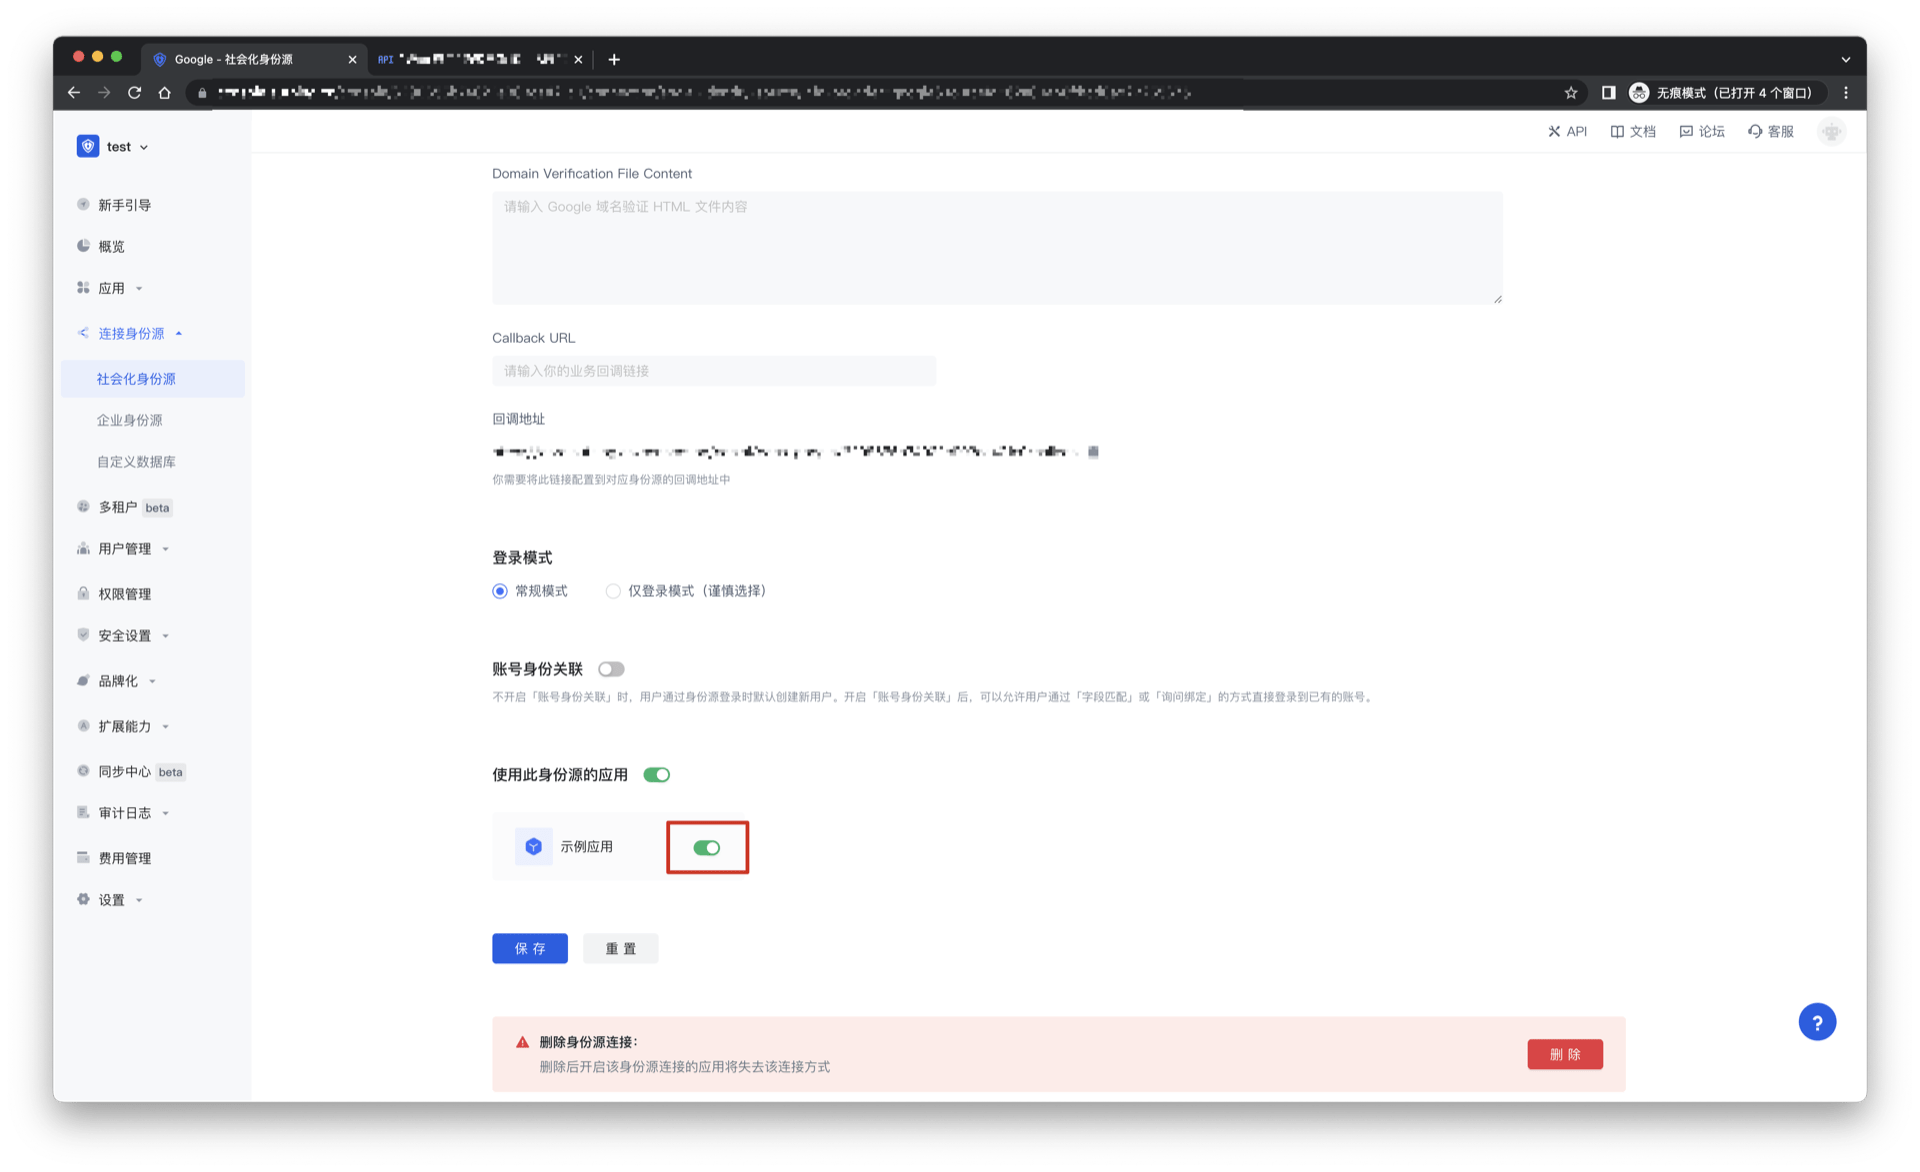 Google - 社会化身份源
API
无痕模式（已打开 4 个窗口）
test
API
文档
论坛
客服
新手引导
概览
应用
连接身份源
社会化身份源
企业身份源
自定义数据库
多租户 beta
用户管理
权限管理
安全设置
品牌化
扩展能力
同步中心 beta
审计日志
费用管理
设置
Domain Verification File Content
请输入 Google 域名验证 HTML 文件内容
Callback URL
请输入你的业务回调链接
回调地址
你需要将此链接配置到对应身份源的回调地址中
登录模式
常规模式
仅登录模式（谨慎选择）
账号身份关联
不开启「账号身份关联」时，用户通过身份源登录时默认创建新用户。开启「账号身份关联」后，可以允许用户通过「字段匹配」或「询问绑定」的方式直接登录到已有的账号。
使用此身份源的应用
示例应用
保 存
重 置
删除身份源连接：
删除后开启该身份源连接的应用将失去该连接方式
删 除
?